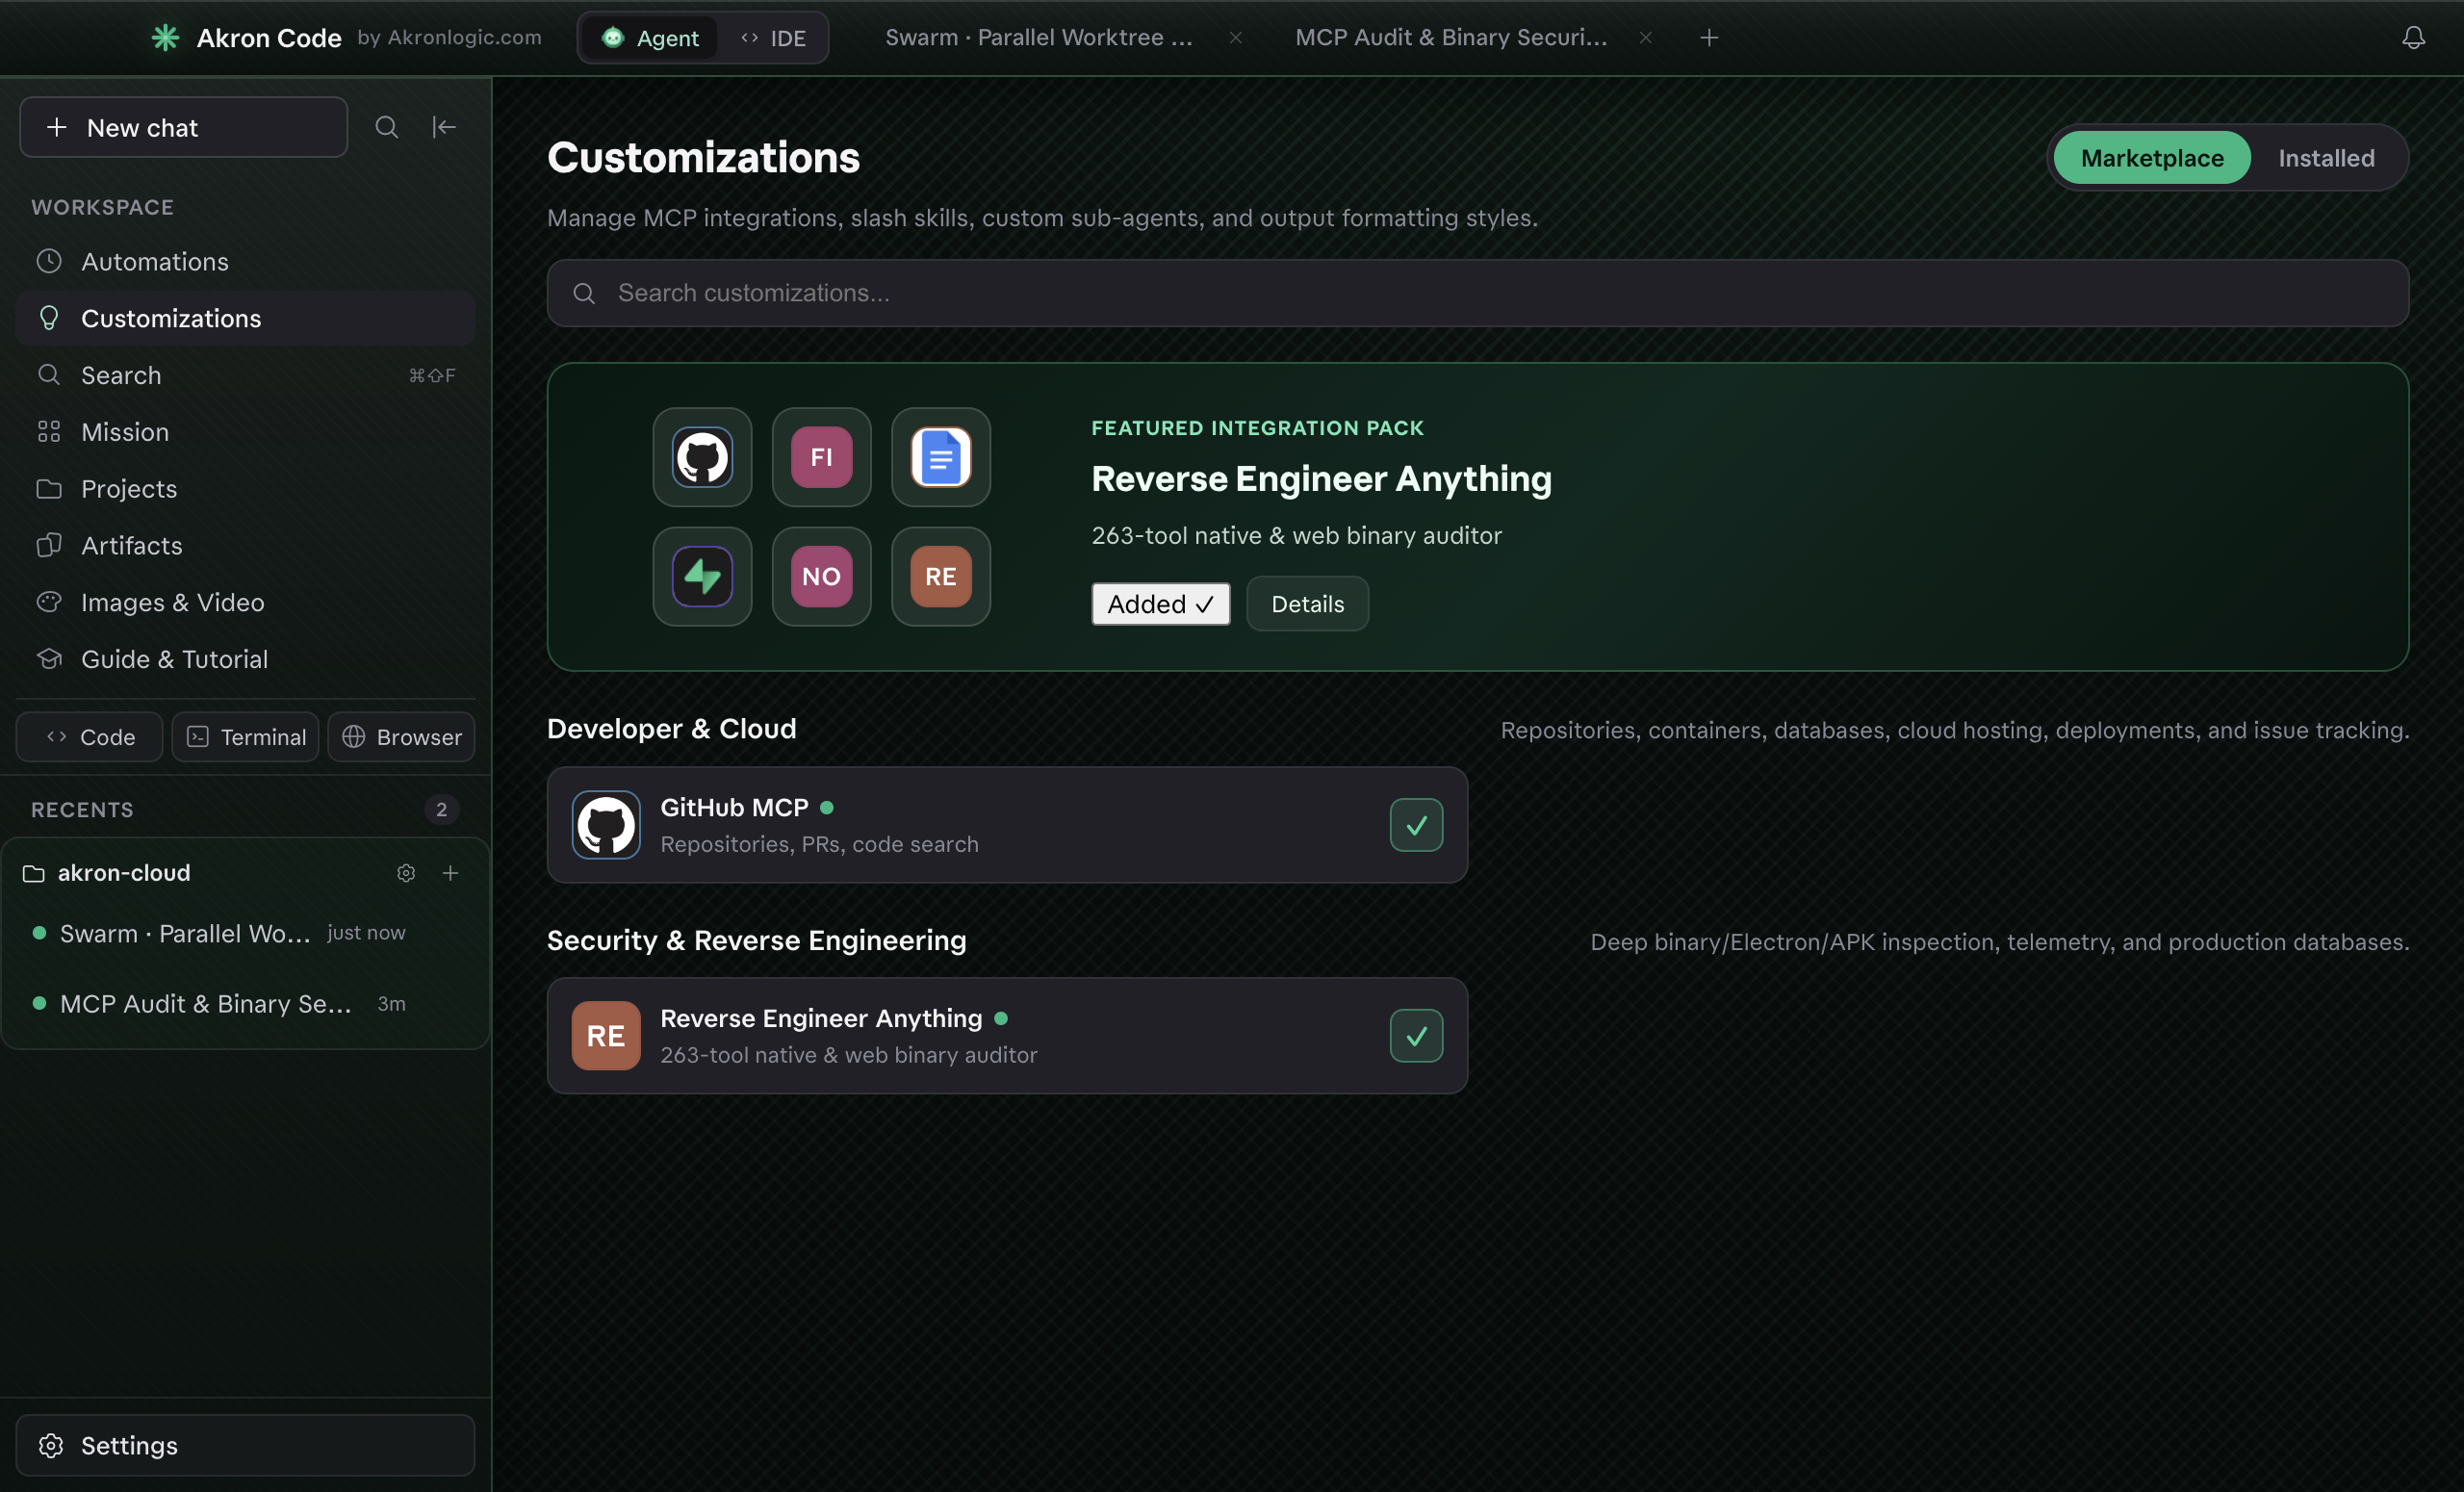 Akron Code by Akronlogic.com
Agent
IDE
Swarm · Parallel Worktree ...
MCP Audit & Binary Securi...
New chat
WORKSPACE
Automations
Customizations
Search ⌘⇧F
Mission
Projects
Artifacts
Images & Video
Guide & Tutorial
Code
Terminal
Browser
RECENTS 2
akron-cloud
Swarm · Parallel Wo... just now
MCP Audit & Binary Se... 3m
Settings
Customizations
Marketplace
Installed
Manage MCP integrations, slash skills, custom sub-agents, and output formatting styles.
Search customizations...
FI
NO
RE
FEATURED INTEGRATION PACK
Reverse Engineer Anything
263-tool native & web binary auditor
Added ✓
Details
Developer & Cloud
Repositories, containers, databases, cloud hosting, deployments, and issue tracking.
GitHub MCP
Repositories, PRs, code search
Security & Reverse Engineering
Deep binary/Electron/APK inspection, telemetry, and production databases.
RE
Reverse Engineer Anything
263-tool native & web binary auditor